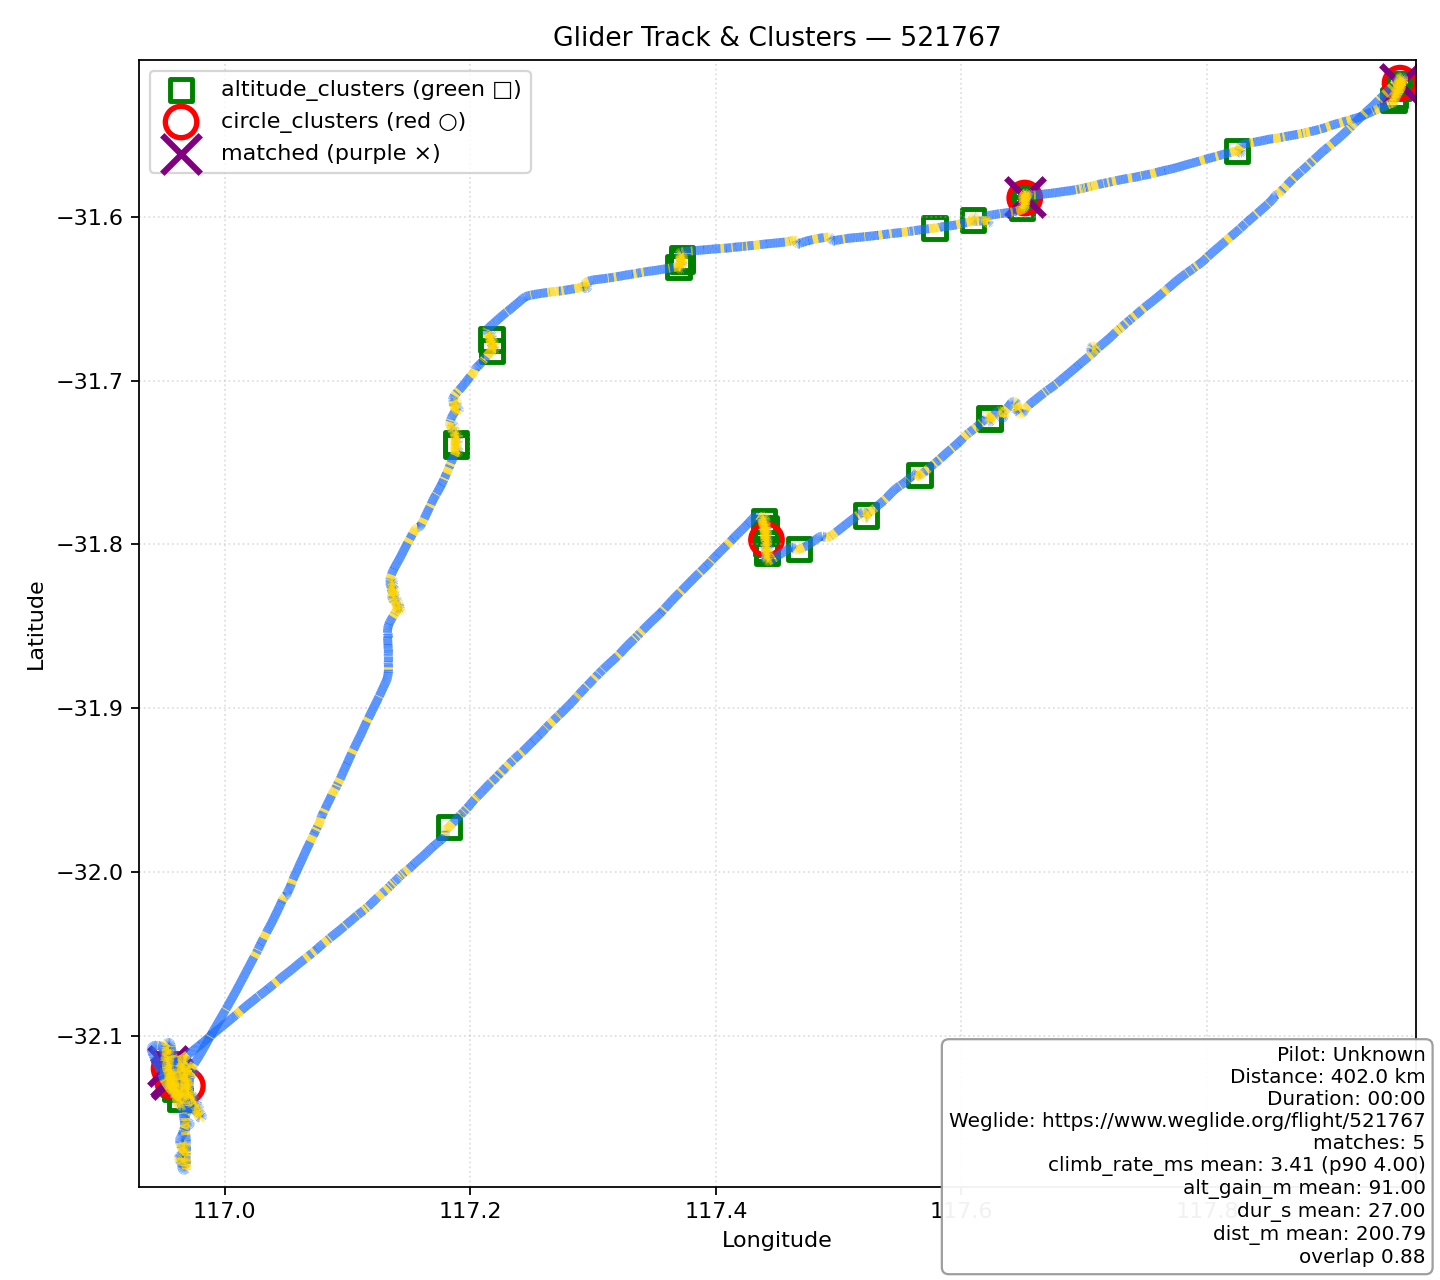 Glider Track & Clusters — 521767
altitude_clusters (green □)
circle_clusters (red ○)
matched (purple ×)
−31.6
−31.7
−31.8
−31.9
−32.0
−32.1
Latitude
117.0
117.2
117.4
117.6
117.8
Longitude
Pilot: Unknown
Distance: 402.0 km
Duration: 00:00
Weglide: https://www.weglide.org/flight/521767
matches: 5
climb_rate_ms mean: 3.41 (p90 4.00)
alt_gain_m mean: 91.00
dur_s mean: 27.00
dist_m mean: 200.79
overlap 0.88